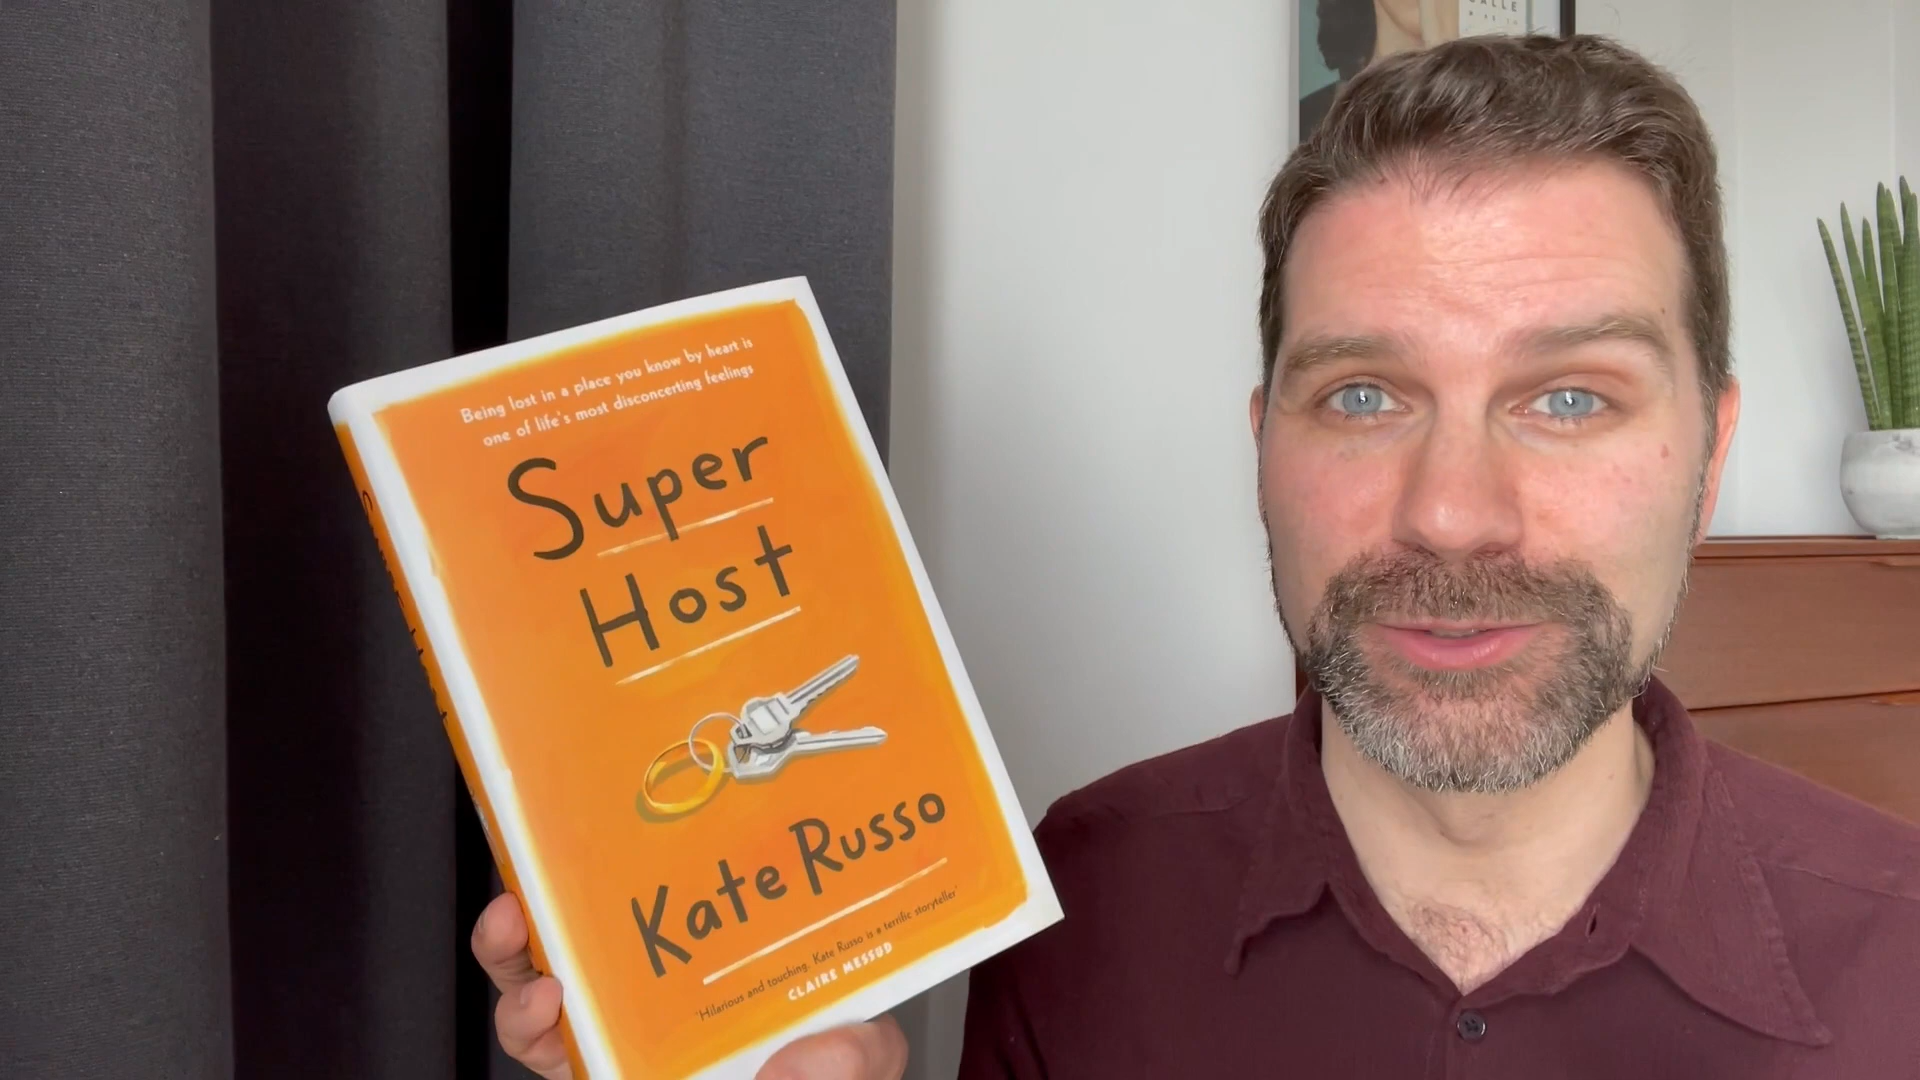 Being lost in a place you know by heart is
one of life's most disconcerting feelings
Super
Host
Kate Russo
'Hilarious and touching. Kate Russo is a terrific storyteller'
CLAIRE MESSUD